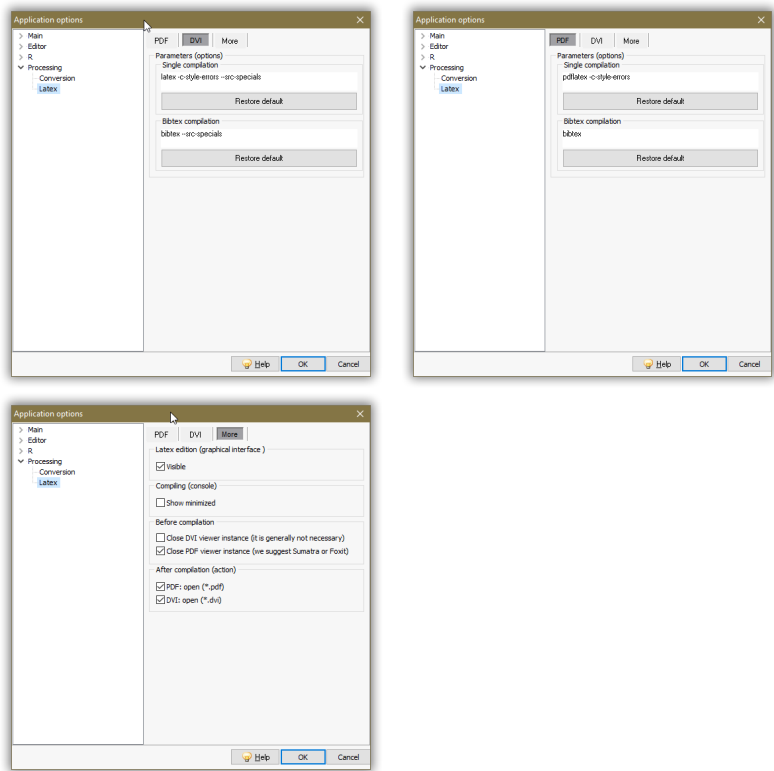 Application options
Main
Editor
R
Processing
Conversion
Latex
PDF DVI More
Parameters (options)
Single compilation
latex -c-style-errors --src-specials
Restore default
Bibtex compilation
bibtex --src-specials
Restore default
Help OK Cancel
Application options
Main
Editor
R
Processing
Conversion
Latex
PDF DVI More
Parameters (options)
Single compilation
pdflatex -c-style-errors
Restore default
Bibtex compilation
bibtex
Restore default
Help OK Cancel
Application options
Main
Editor
R
Processing
Conversion
Latex
PDF DVI More
Latex edition (graphical interface )
Visible
Compiling (console)
Show minimized
Before compilation
Close DVI viewer instance (it is generally not necessary)
Close PDF viewer instance (we suggest Sumatra or Foxit)
After compilation (action)
PDF: open (*.pdf)
DVI: open (*.dvi)
Help OK Cancel